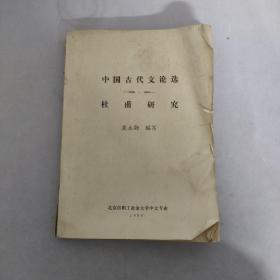 中国古代文论选
杜甫研究
编写
北京市职工业余大学中文专业